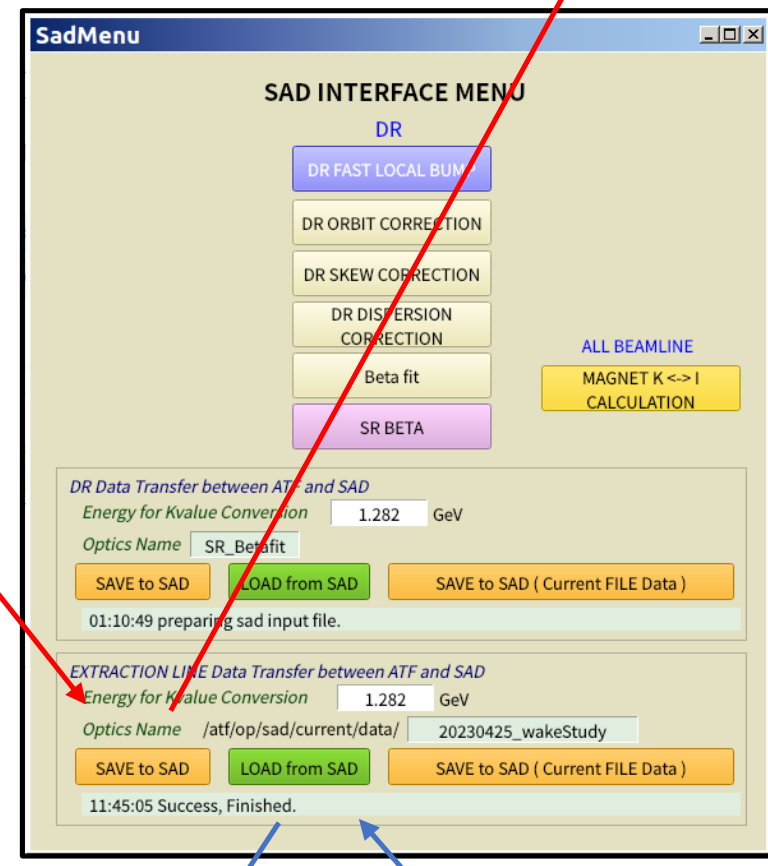 SadMenu
SAD INTERFACE MENU
DR
DR FAST LOCAL BUMP
DR ORBIT CORRECTION
DR SKEW CORRECTION
DR DISPERSION
CORRECTION
Beta fit
SR BETA
ALL BEAMLINE
MAGNET K <-> I
CALCULATION
DR Data Transfer between ATF and SAD
Energy for Kvalue Conversion 1.282 GeV
Optics Name SR_Betafit
SAVE to SAD LOAD from SAD SAVE to SAD ( Current FILE Data )
01:10:49 preparing sad input file.
EXTRACTION LINE Data Transfer between ATF and SAD
Energy for Kvalue Conversion 1.282 GeV
Optics Name /atf/op/sad/current/data/ 20230425_wakeStudy
SAVE to SAD LOAD from SAD SAVE to SAD ( Current FILE Data )
11:45:05 Success, Finished.